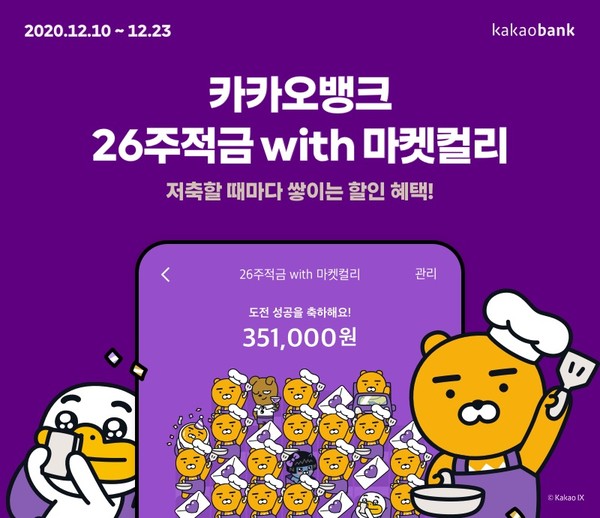 2020.12.10 ~ 12.23
kakaobank
카카오뱅크
26주적금 with 마켓컬리
저축할 때마다 쌓이는 할인 혜택!
26주적금 with 마켓컬리
관리
도전 성공을 축하해요!
351,000원
© Kakao IX